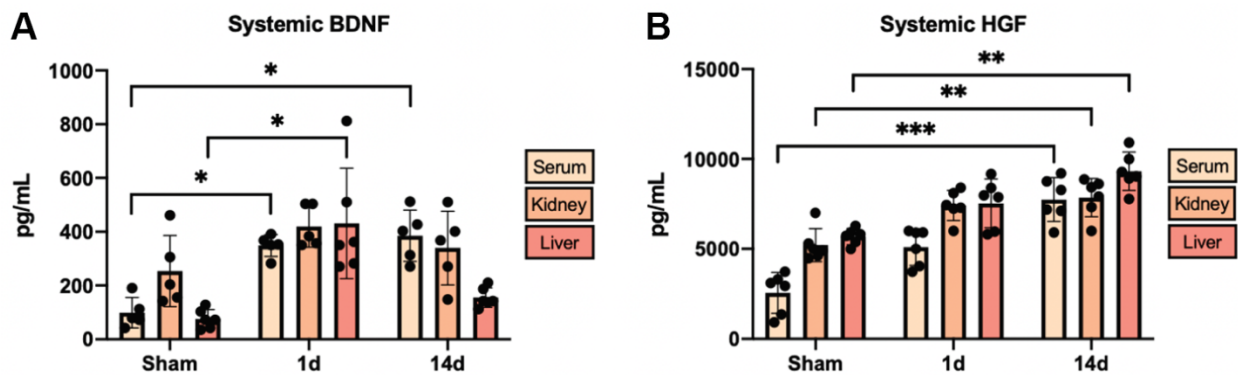 A
Systemic BDNF
pg/mL
1000
800
600
400
200
0
*
*
*
Sham
1d
14d
Serum
Kidney
Liver
B
Systemic HGF
pg/mL
15000
10000
5000
0
**
**
***
Sham
1d
14d
Serum
Kidney
Liver